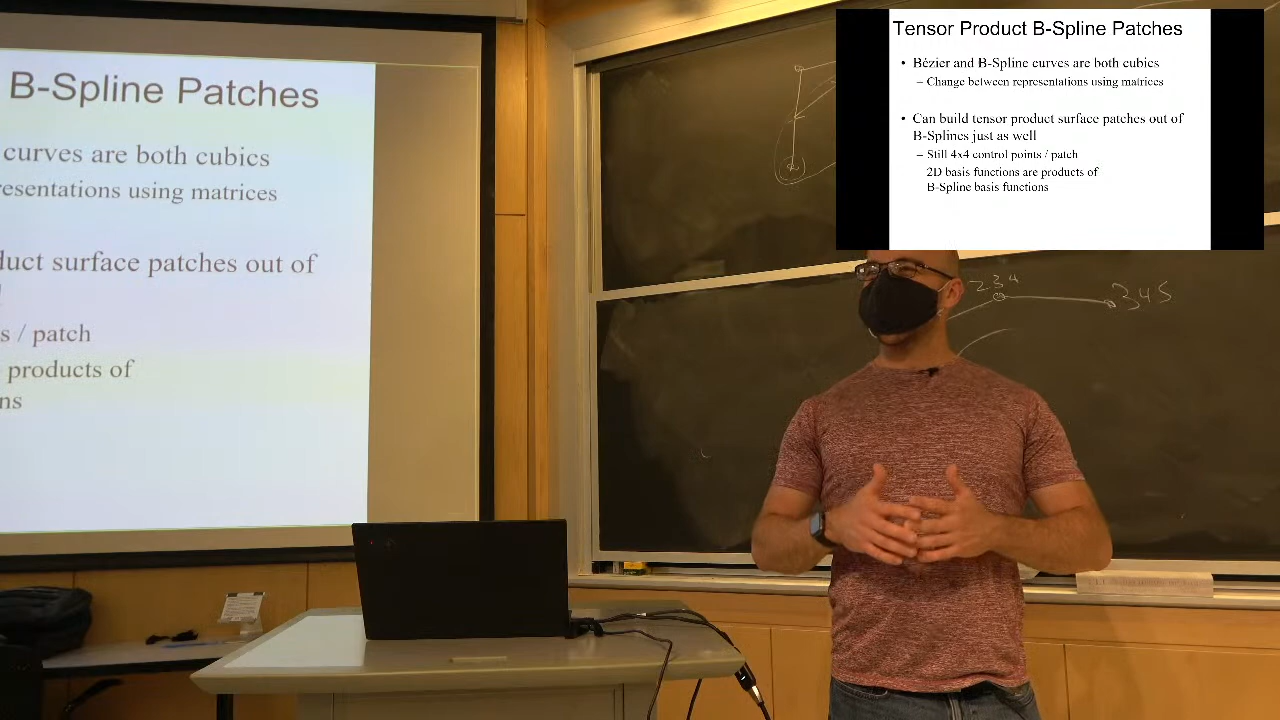 B-Spline Patches
curves are both cubics
resentations using matrices
duct surface patches out of
s / patch
products of
ns
Tensor Product B-Spline Patches
• Bézier and B-Spline curves are both cubics
– Change between representations using matrices
• Can build tensor product surface patches out of
B-Splines just as well
– Still 4x4 control points / patch
2D basis functions are products of
B-Spline basis functions
234
345